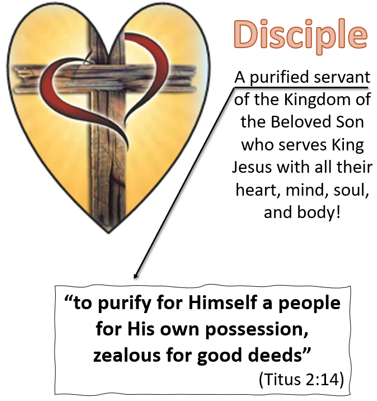 Disciple
A purified servant
of the Kingdom of
the Beloved Son
who serves King
Jesus with all their
heart, mind, soul,
and body!
“to purify for Himself a people
for His own possession,
zealous for good deeds”
(Titus 2:14)